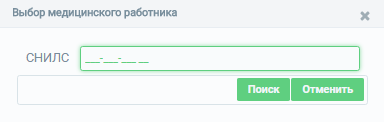 Выбор медицинского работника
✖
СНИЛС ___-___-___ __
Поиск Отменить